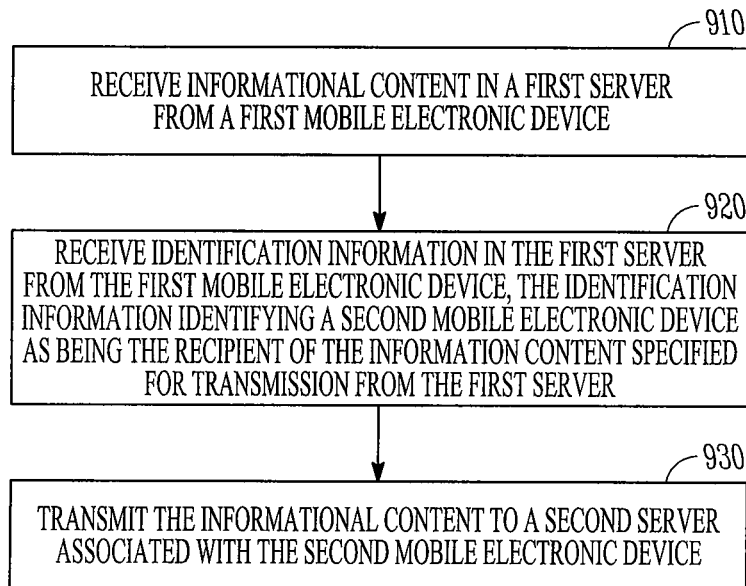 910
RECEIVE INFORMATIONAL CONTENT IN A FIRST SERVER
FROM A FIRST MOBILE ELECTRONIC DEVICE
920
RECEIVE IDENTIFICATION INFORMATION IN THE FIRST SERVER
FROM THE FIRST MOBILE ELECTRONIC DEVICE, THE IDENTIFICATION
INFORMATION IDENTIFYING A SECOND MOBILE ELECTRONIC DEVICE
AS BEING THE RECIPIENT OF THE INFORMATION CONTENT SPECIFIED
FOR TRANSMISSION FROM THE FIRST SERVER
930
TRANSMIT THE INFORMATIONAL CONTENT TO A SECOND SERVER
ASSOCIATED WITH THE SECOND MOBILE ELECTRONIC DEVICE